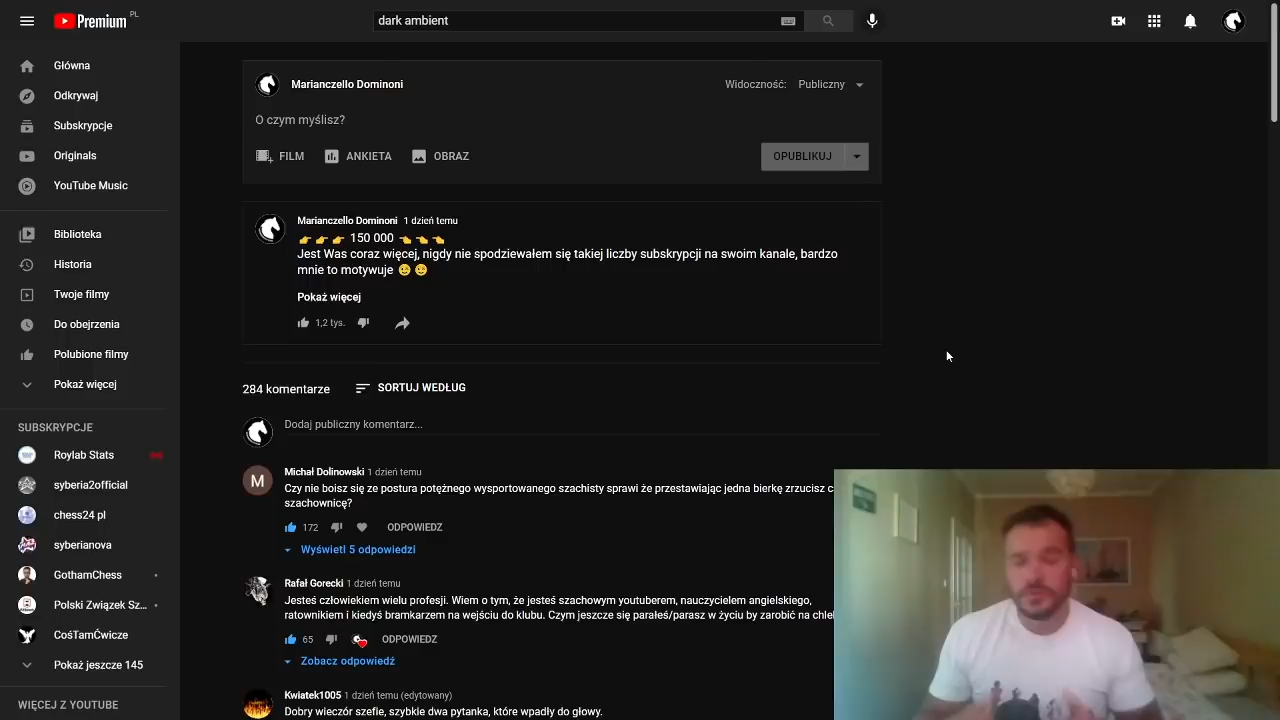 Premium PL
dark ambient
Główna
Odkrywaj
Subskrypcje
Originals
YouTube Music
Biblioteka
Historia
Twoje filmy
Do obejrzenia
Polubione filmy
Pokaż więcej
SUBSKRYPCJE
Roylab Stats
syberia2official
chess24 pl
syberianova
GothamChess
Polski Związek Sz...
CośTamĆwicze
Pokaż jeszcze 145
WIĘCEJ Z YOUTUBE
Marianczello Dominoni
Widoczność: Publiczny
O czym myślisz?
FILM ANKIETA OBRAZ
OPUBLIKUJ
Marianczello Dominoni 1 dzień temu
👉 👉 👉 150 000 👈 👈 👈
Jest Was coraz więcej, nigdy nie spodziewałem się takiej liczby subskrypcji na swoim kanale, bardzo
mnie to motywuje
Pokaż więcej
1,2 tys.
284 komentarze SORTUJ WEDŁUG
Dodaj publiczny komentarz...
Michał Dolinowski 1 dzień temu
Czy nie boisz się ze postura potężnego wysportowanego szachisty sprawi że przestawiając jedna bierkę zrzucisz
szachownicę?
172 ODPOWIEDZ
Wyświetl 5 odpowiedzi
M
Rafał Gorecki 1 dzień temu
Jesteś człowiekiem wielu profesji. Wiem o tym, że jesteś szachowym youtuberem, nauczycielem angielskiego,
ratownikiem i kiedyś bramkarzem na wejściu do klubu. Czym jeszcze się parałeś/parasz w życiu by zarobić na
65 ODPOWIEDZ
Zobacz odpowiedź
Kwiatek1005 1 dzień temu (edytowany)
Dobry wieczór szefie, szybkie dwa pytanka, które wpadły do głowy.